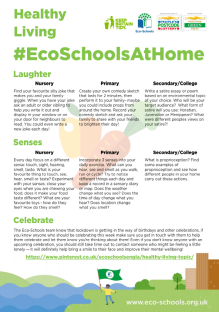 Healthy
Living
#EcoSchoolsAtHome
Laughter
Nursery
Find your favourite silly joke that
makes you and your family
giggle. When you have your joke
ask an adult or older sibling to
help you write it out and
display in your window or on
your door for neighbours to
read. You could even write a
new joke each day!
Primary
Create your own comedy sketch
that lasts for 2 minutes, then
perform it to your family - maybe
you could include props from
around the home. Record your
comedy sketch and ask your
family to share with your friends
to brighten their day!
Secondary/College
Write a satire essay or poem
based on an environmental topic
of your choice. Who will be your
target audience? What form of
satire will you use: Horatian,
Juvenalian or Menippean? What
were different peoples views on
your satire?
Senses
Nursery
Every day focus on a different
sense: touch, sight, hearing,
smell, taste. What is your
favourite thing to touch, see,
hear, smell or taste? Experiment
with your senses, close your
eyes when you are chewing your
food, does it make your food
taste different? What are your
favourite toys - how do they
feel? How do they smell?
Primary
Incorporate 3 senses into your
daily exercise. What can you
hear, see and smell as you walk,
run or cycle? Try to notice
different things each day and
keep a record in a sensory diary
or map. Does the weather
change what you see? Does the
time of day change what you
hear? Does location change
what you smell?
Secondary/College
What is proprioception? Find
some examples of
proprioception and see how
different people in your home
carry out these actions.
Celebrate
The Eco-Schools team knows that lockdown is getting in the way of birthdays and other celebrations, if
you know anyone who should be celebrating this week make sure you get in touch with them to help
them celebrate and let them know you're thinking about them! Even if you don't know anyone with an
upcoming celebration, you should still take time out to contact someone who might be feeling a little
lonely - it will definitely help bring a smile to their face and improve their mental wellbeing!
https://www.pinterest.co.uk/ecoschoolsengla/healthy-living-topic/
www.eco-schools.org.uk